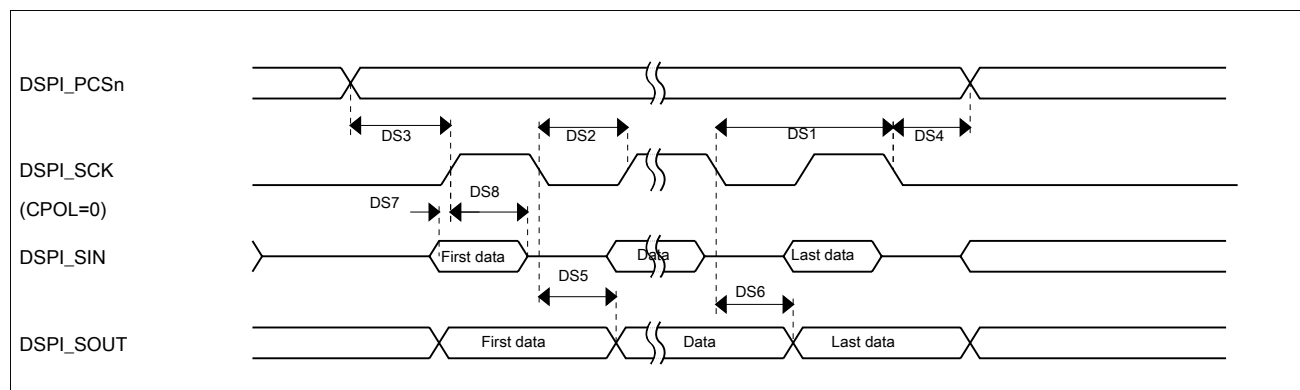 DSPI_PCSn
DS3 DS2 DS1 DS4
DSPI_SCK
DS7 DS8
(CPOL=0)
DSPI_SIN First data Data Last data
DS5 DS6
DSPI_SOUT First data Data Last data